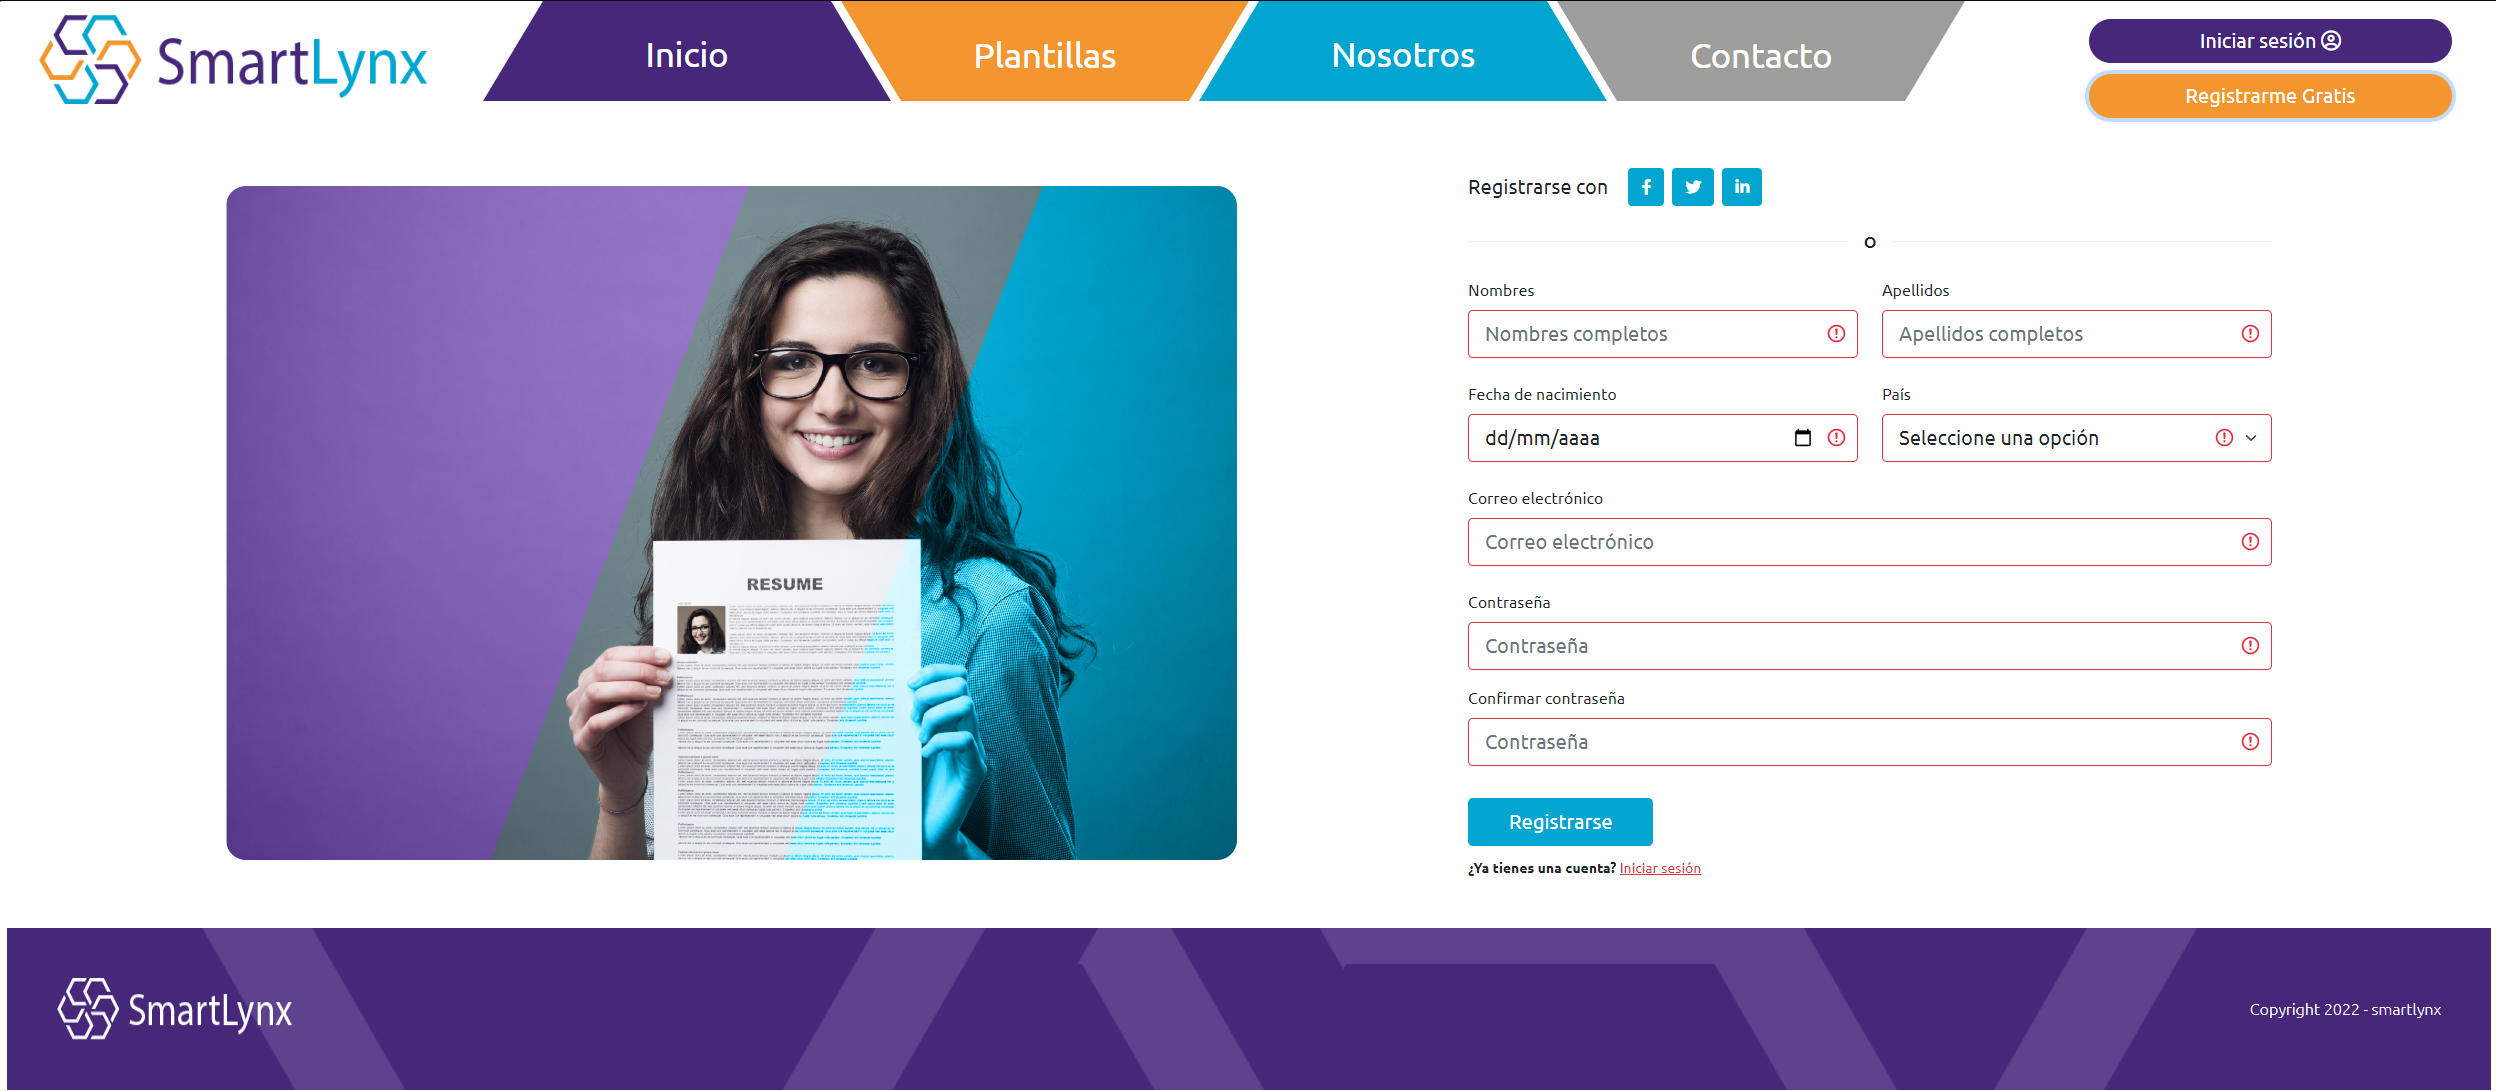 SmartLynx
Inicio
Plantillas
Nosotros
Contacto
Iniciar sesión
Registrarme Gratis
Registrarse con
O
Nombres
Apellidos
Nombres completos
Apellidos completos
Fecha de nacimiento
País
dd/mm/aaaa
Seleccione una opción
Correo electrónico
Correo electrónico
Contraseña
Contraseña
Confirmar contraseña
Contraseña
Registrarse
¿Ya tienes una cuenta? Iniciar sesión
RESUME
SmartLynx
Copyright 2022 - smartlynx